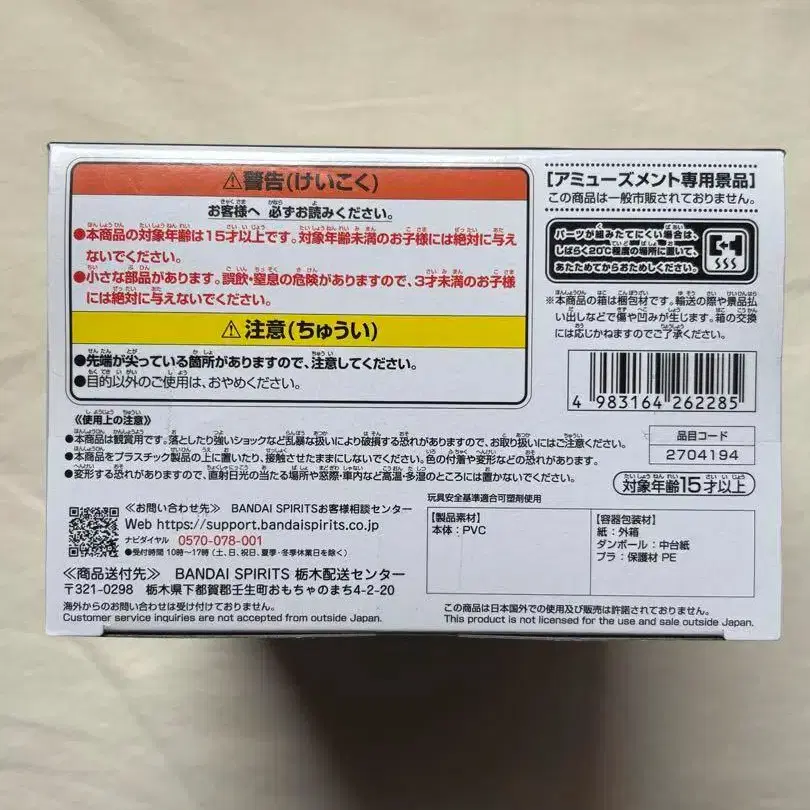 ⚠警告(けいこく)
お客様へ 必ずお読みください。
●本商品の対象年齢は15才以上です。対象年齢未満のお子様には絶対に与え
ないでください。
●小さな部品があります。誤飲・窒息の危険がありますので、3才未満のお子様
には絶対に与えないでください。
⚠注意(ちゅうい)
●先端が尖っている箇所がありますので、注意してください。
●目的以外のご使用は、おやめください。
[アミューズメント専用景品]
この商品は一般市販されておりません。
パーツが組みたてにくい場合は、
しばらく20℃程度の場所に置いて、
あたためてからおためしください。
※本商品の箱は梱包材です。輸送の際や景品払
い出しなどで傷や凹みが生じます。箱の交換
には応じかねますのでご了承ください。
4 983164 262285
品目コード
2704194
対象年齢15才以上
《使用上の注意》
●本商品は観賞用です。落としたり強いショックなど乱暴な扱いにより破損する恐れがありますので、お取り扱いにはご注意ください。
●本商品をプラスチック製品の上に置いたり、接触させたままにしないでください。色の付着や変形などの恐れがあります。
●変形する恐れがありますので、直射日光の当たる場所や窓際・車内など高温・多湿のところには置かないでください。
≪お問い合わせ先≫ BANDAI SPIRITSお客様相談センター
Web https://support.bandaispirits.co.jp
ナビダイヤル 0570-078-001
●受付時間 10時～17時(土、日、祝日、夏季・冬季休業日を除く)
≪商品送付先≫ BANDAI SPIRITS 栃木配送センター
〒321-0298 栃木県下都賀郡壬生町おもちゃのまち4-2-20
海外からのお問い合わせは受け付けておりません。
Customer service inquiries are not accepted from outside Japan.
玩具安全基準適合可塑剤使用
【製品素材】
本体:PVC
【容器包装材】
紙:外箱
ダンボール:中台紙
プラ:保護材 PE
この商品は日本国外での使用及び販売は許諾されておりません。
This product is not licensed for the use and sale outside Japan.